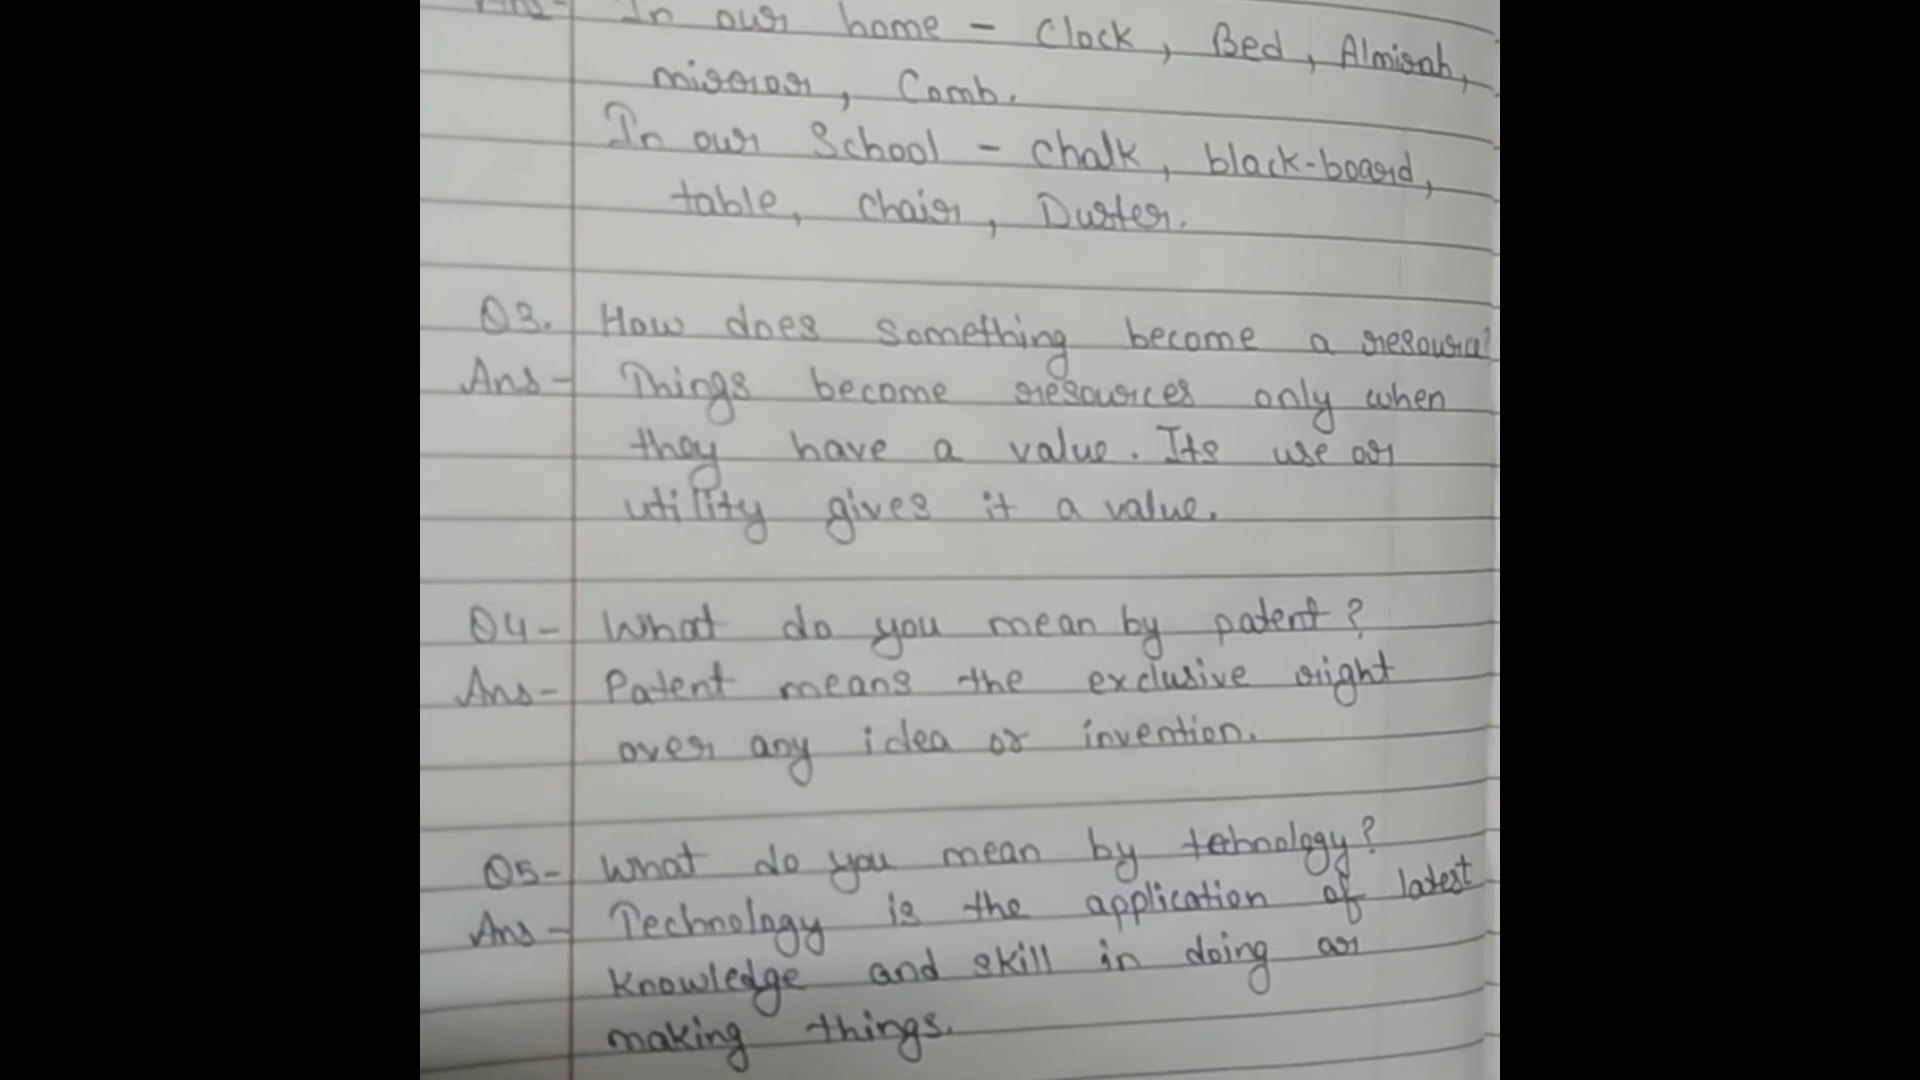 Ans- In our home - Clock, Bed, Almirah,
mirror, Comb.
In our School - chalk, black-board,
table, chair, Duster.
Q3. How does something become a resource?
Ans- Things become resources only when
they have a value. Its use or
utility gives it a value.
Q4- What do you mean by patent?
Ans- Patent means the exclusive right
over any idea or invention.
Q5- What do you mean by technology?
Ans- Technology is the application of latest
knowledge and skill in doing or
making things.